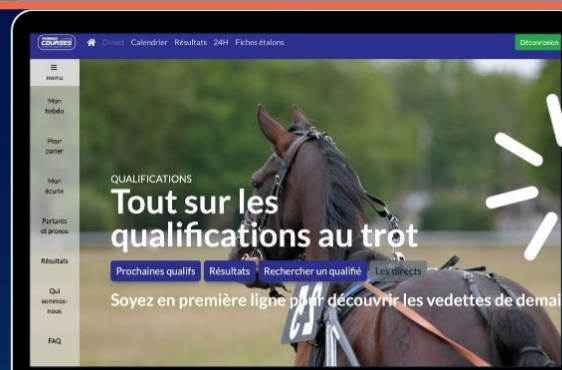 COURSES
Direct Calendrier Résultats 24H Fiches étalons
Déconnexion
menu
Mon
hebdo
Pour
parier
Mon
écurie
Partants
et pronos
Résultats
Qui
sommes-
nous
FAQ
QUALIFICATIONS
Tout sur les
qualifications au trot
Prochaines qualifs Résultats Rechercher un qualifié Les directs
Soyez en première ligne pour découvrir les vedettes de demai